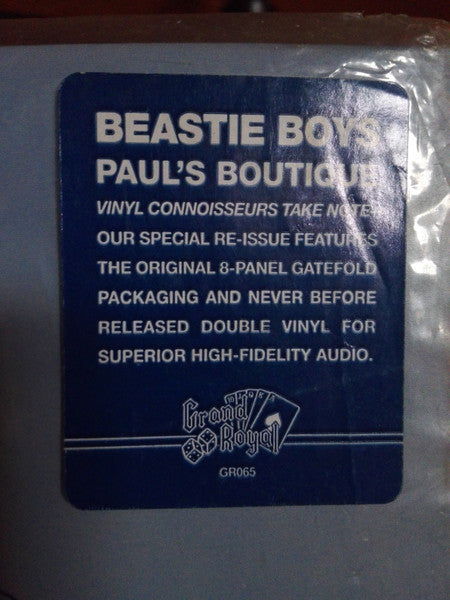 BEASTIE BOYS
PAUL'S BOUTIQUE
VINYL CONNOISSEURS TAKE NOTE:
OUR SPECIAL RE-ISSUE FEATURES
THE ORIGINAL 8-PANEL GATEFOLD
PACKAGING AND NEVER BEFORE
RELEASED DOUBLE VINYL FOR
SUPERIOR HIGH-FIDELITY AUDIO.
Grand
Royal
GR065